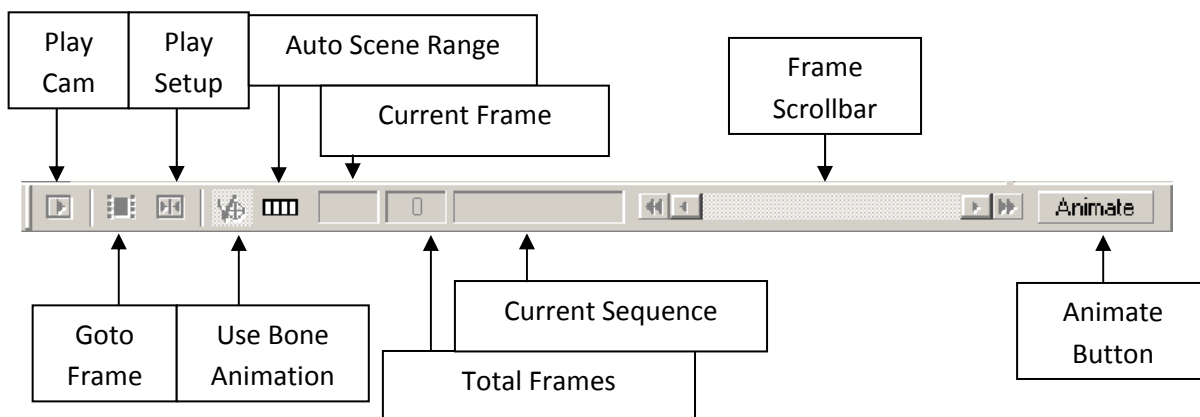 Play
Cam
Play
Setup
Auto Scene Range
Current Frame
Frame
Scrollbar
0
Animate
Goto
Frame
Use Bone
Animation
Current Sequence
Total Frames
Animate
Button